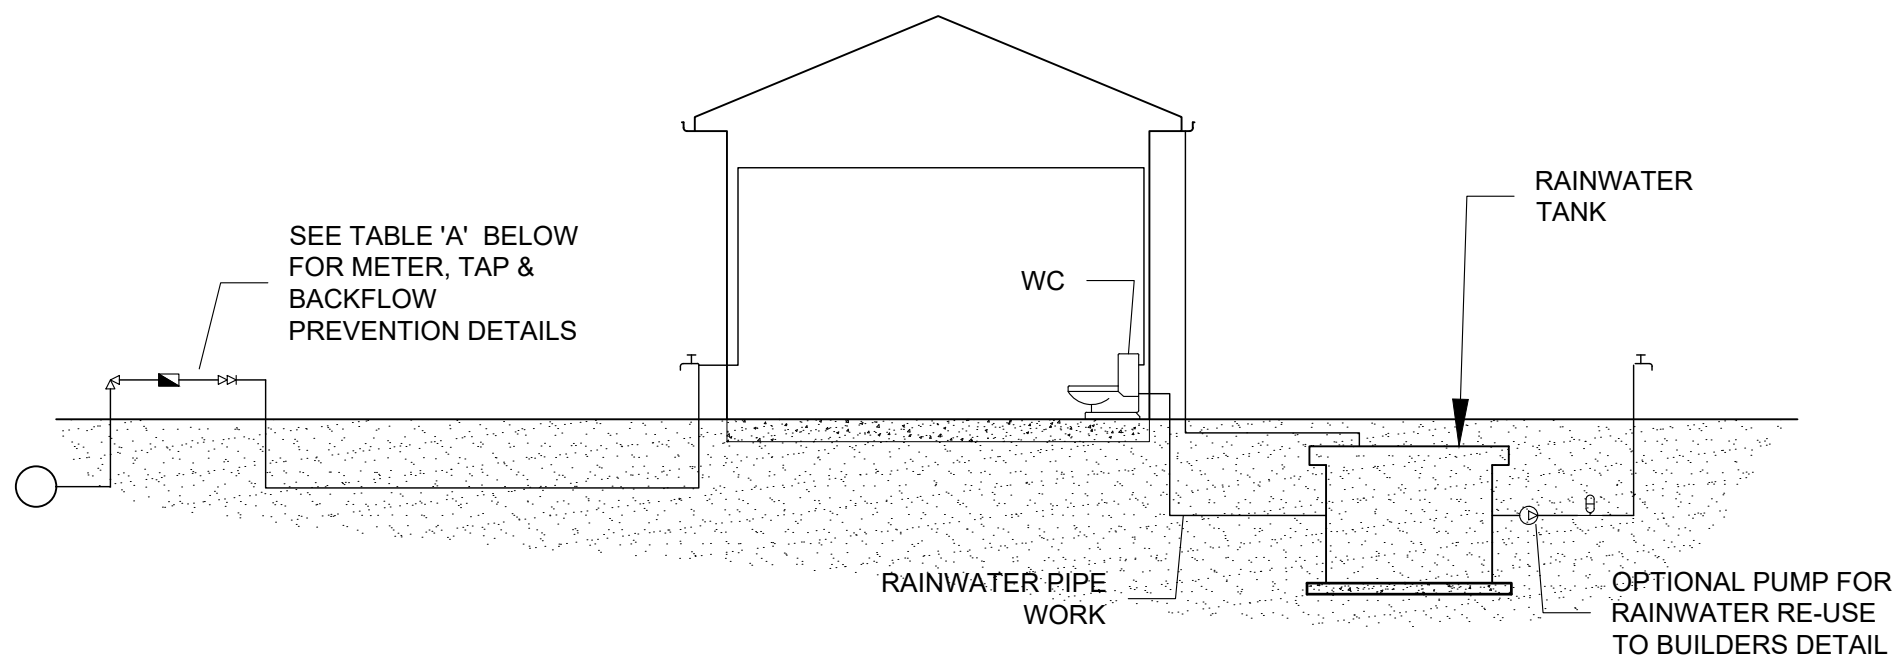 SEE TABLE 'A' BELOW
FOR METER, TAP &
BACKFLOW
PREVENTION DETAILS
WC
RAINWATER
TANK
RAINWATER PIPE
WORK
OPTIONAL PUMP FOR
RAINWATER RE-USE
TO BUILDERS DETAIL